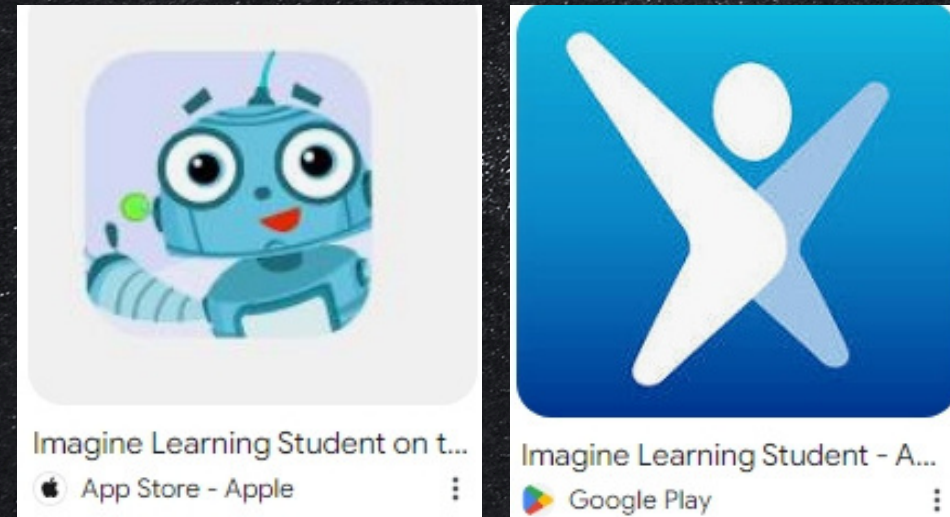 Imagine Learning Student on t...
App Store - Apple
Imagine Learning Student - A...
Google Play